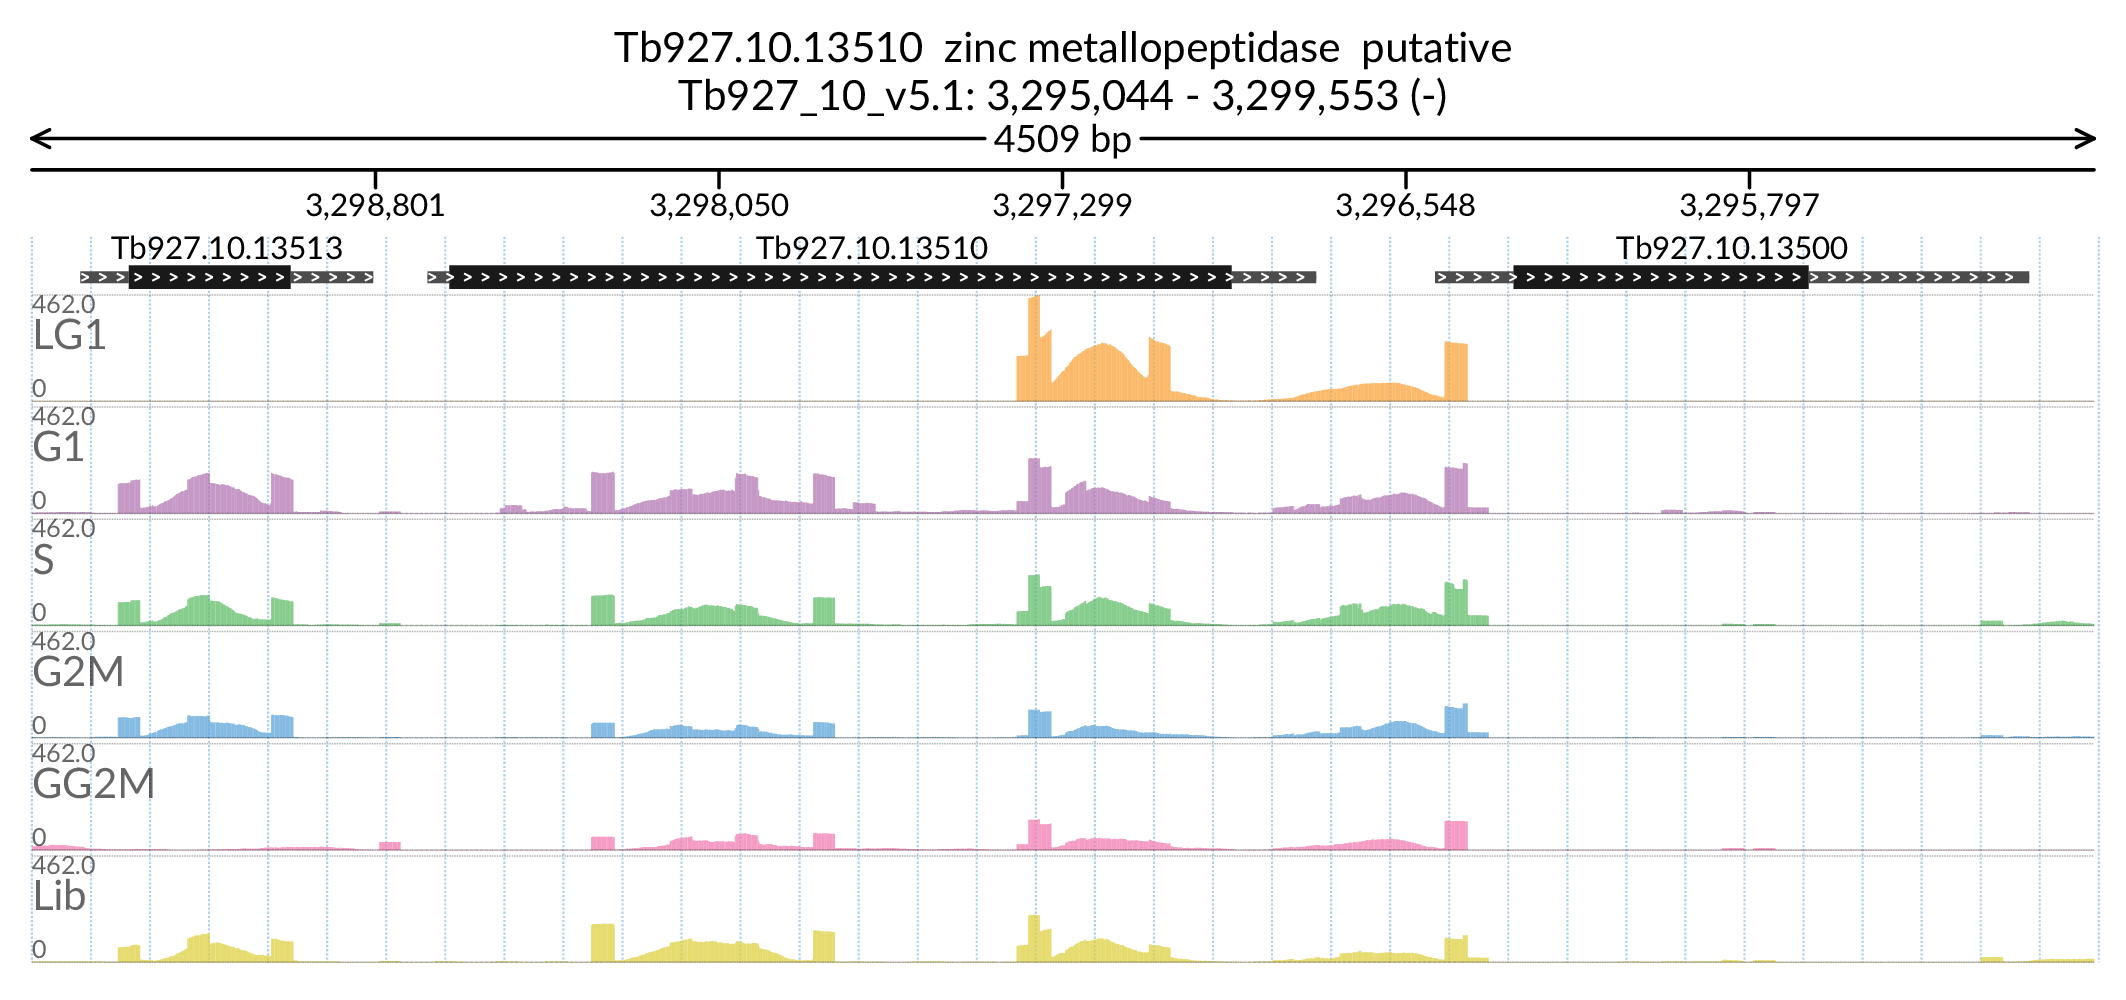 Tb927.10.13510 zinc metallopeptidase putative
Tb927_10_v5.1: 3,295,044 - 3,299,553 (-)
4509 bp
3,298,801 3,298,050 3,297,299 3,296,548 3,295,797
Tb927.10.13513 Tb927.10.13510 Tb927.10.13500
462.0
LG1
0
462.0
G1
0
462.0
S
0
462.0
G2M
0
462.0
GG2M
0
462.0
Lib
0